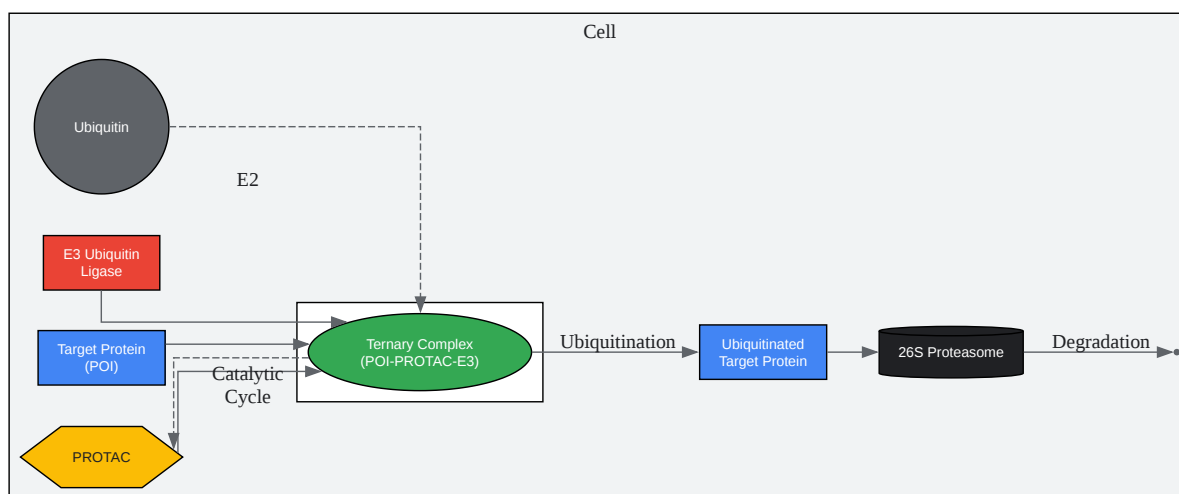 Cell
Ubiquitin
E2
E3 Ubiquitin
Ligase
Target Protein
(POI)
Catalytic
Cycle
PROTAC
Ternary Complex
(POI-PROTAC-E3)
Ubiquitination
Ubiquitinated
Target Protein
26S Proteasome
Degradation